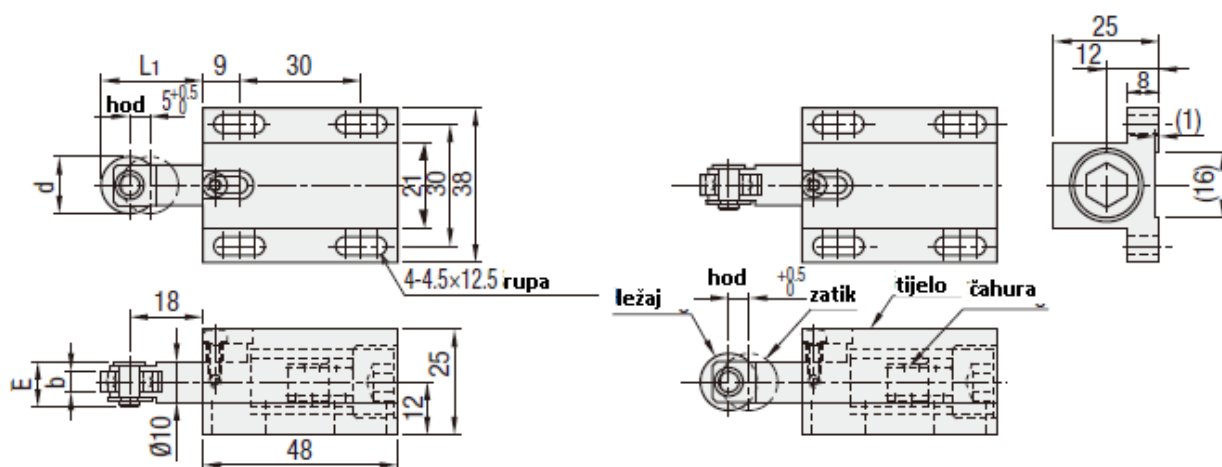 L1 9 30
hod 5 +0.5 0
d
21
30
38
4-4.5×12.5 rupa
18
E
b
Ø10
25
12
48
25
12
8
(1)
(16)
hod +0.5 0
ležaj
zatik
tijelo
čahura